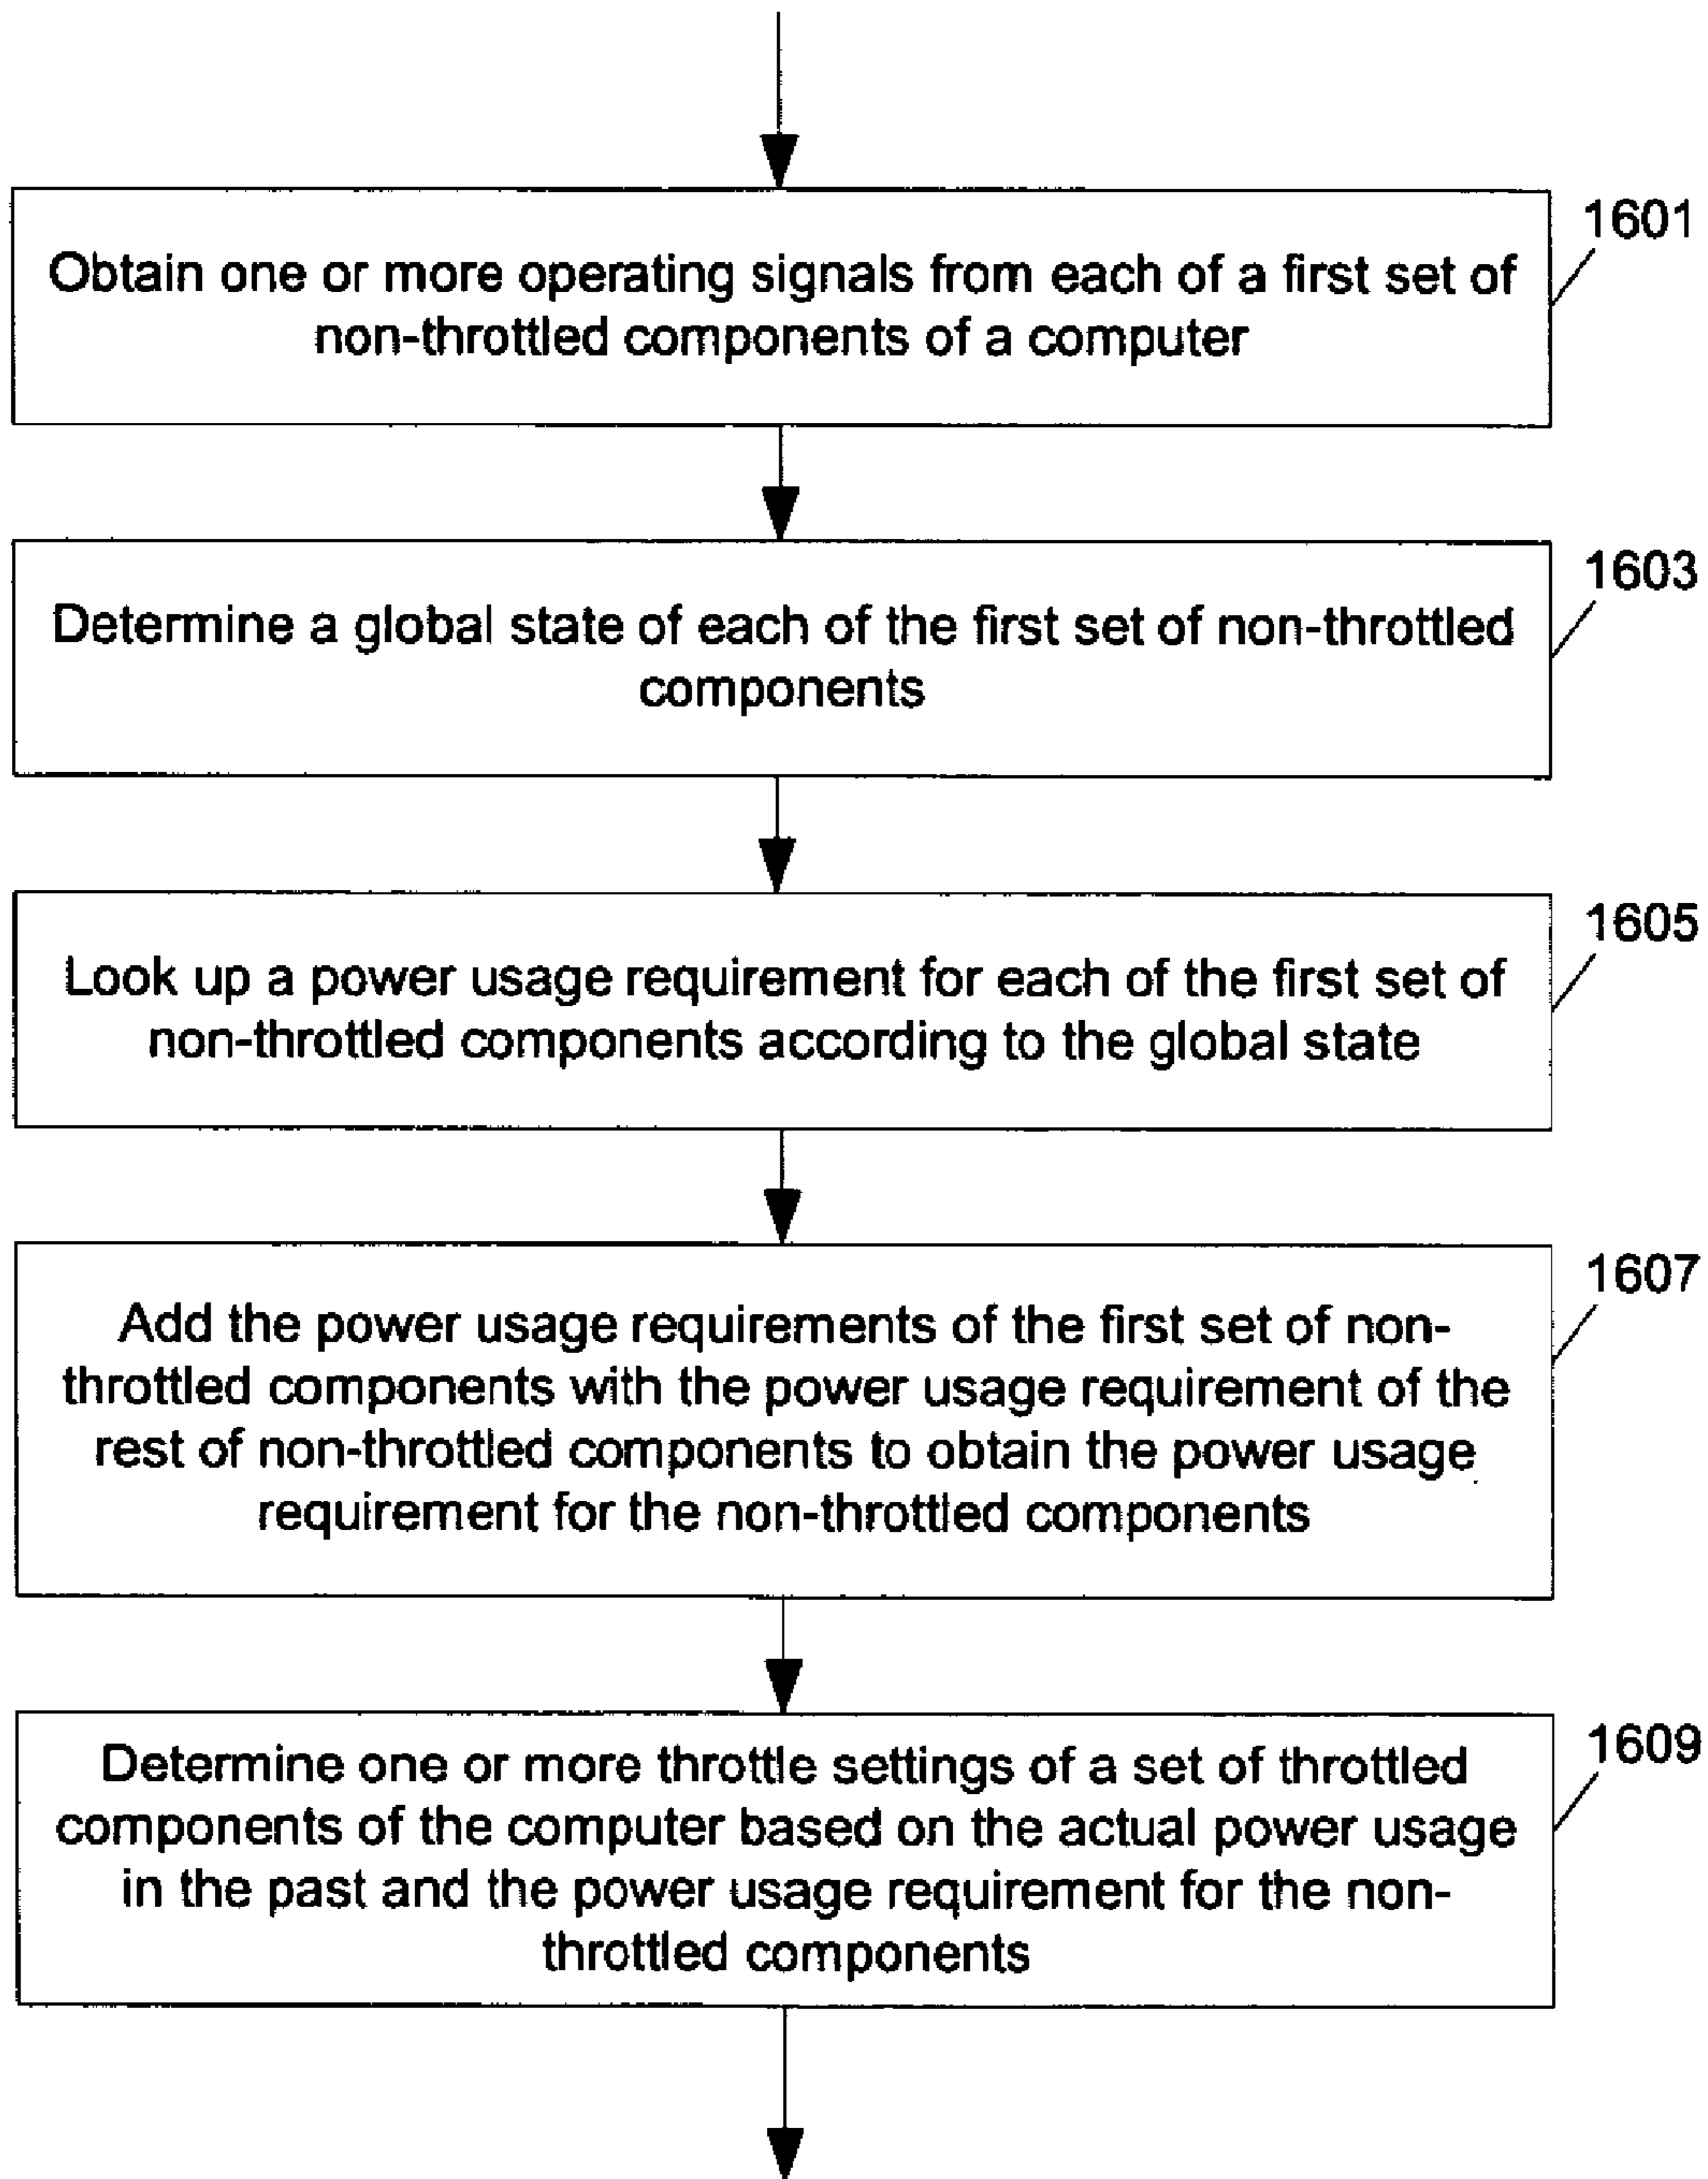 1601
Obtain one or more operating signals from each of a first set of
non-throttled components of a computer
1603
Determine a global state of each of the first set of non-throttled
components
1605
Look up a power usage requirement for each of the first set of
non-throttled components according to the global state
1607
Add the power usage requirements of the first set of non-
throttled components with the power usage requirement of the
rest of non-throttled components to obtain the power usage
requirement for the non-throttled components
1609
Determine one or more throttle settings of a set of throttled
components of the computer based on the actual power usage
in the past and the power usage requirement for the non-
throttled components